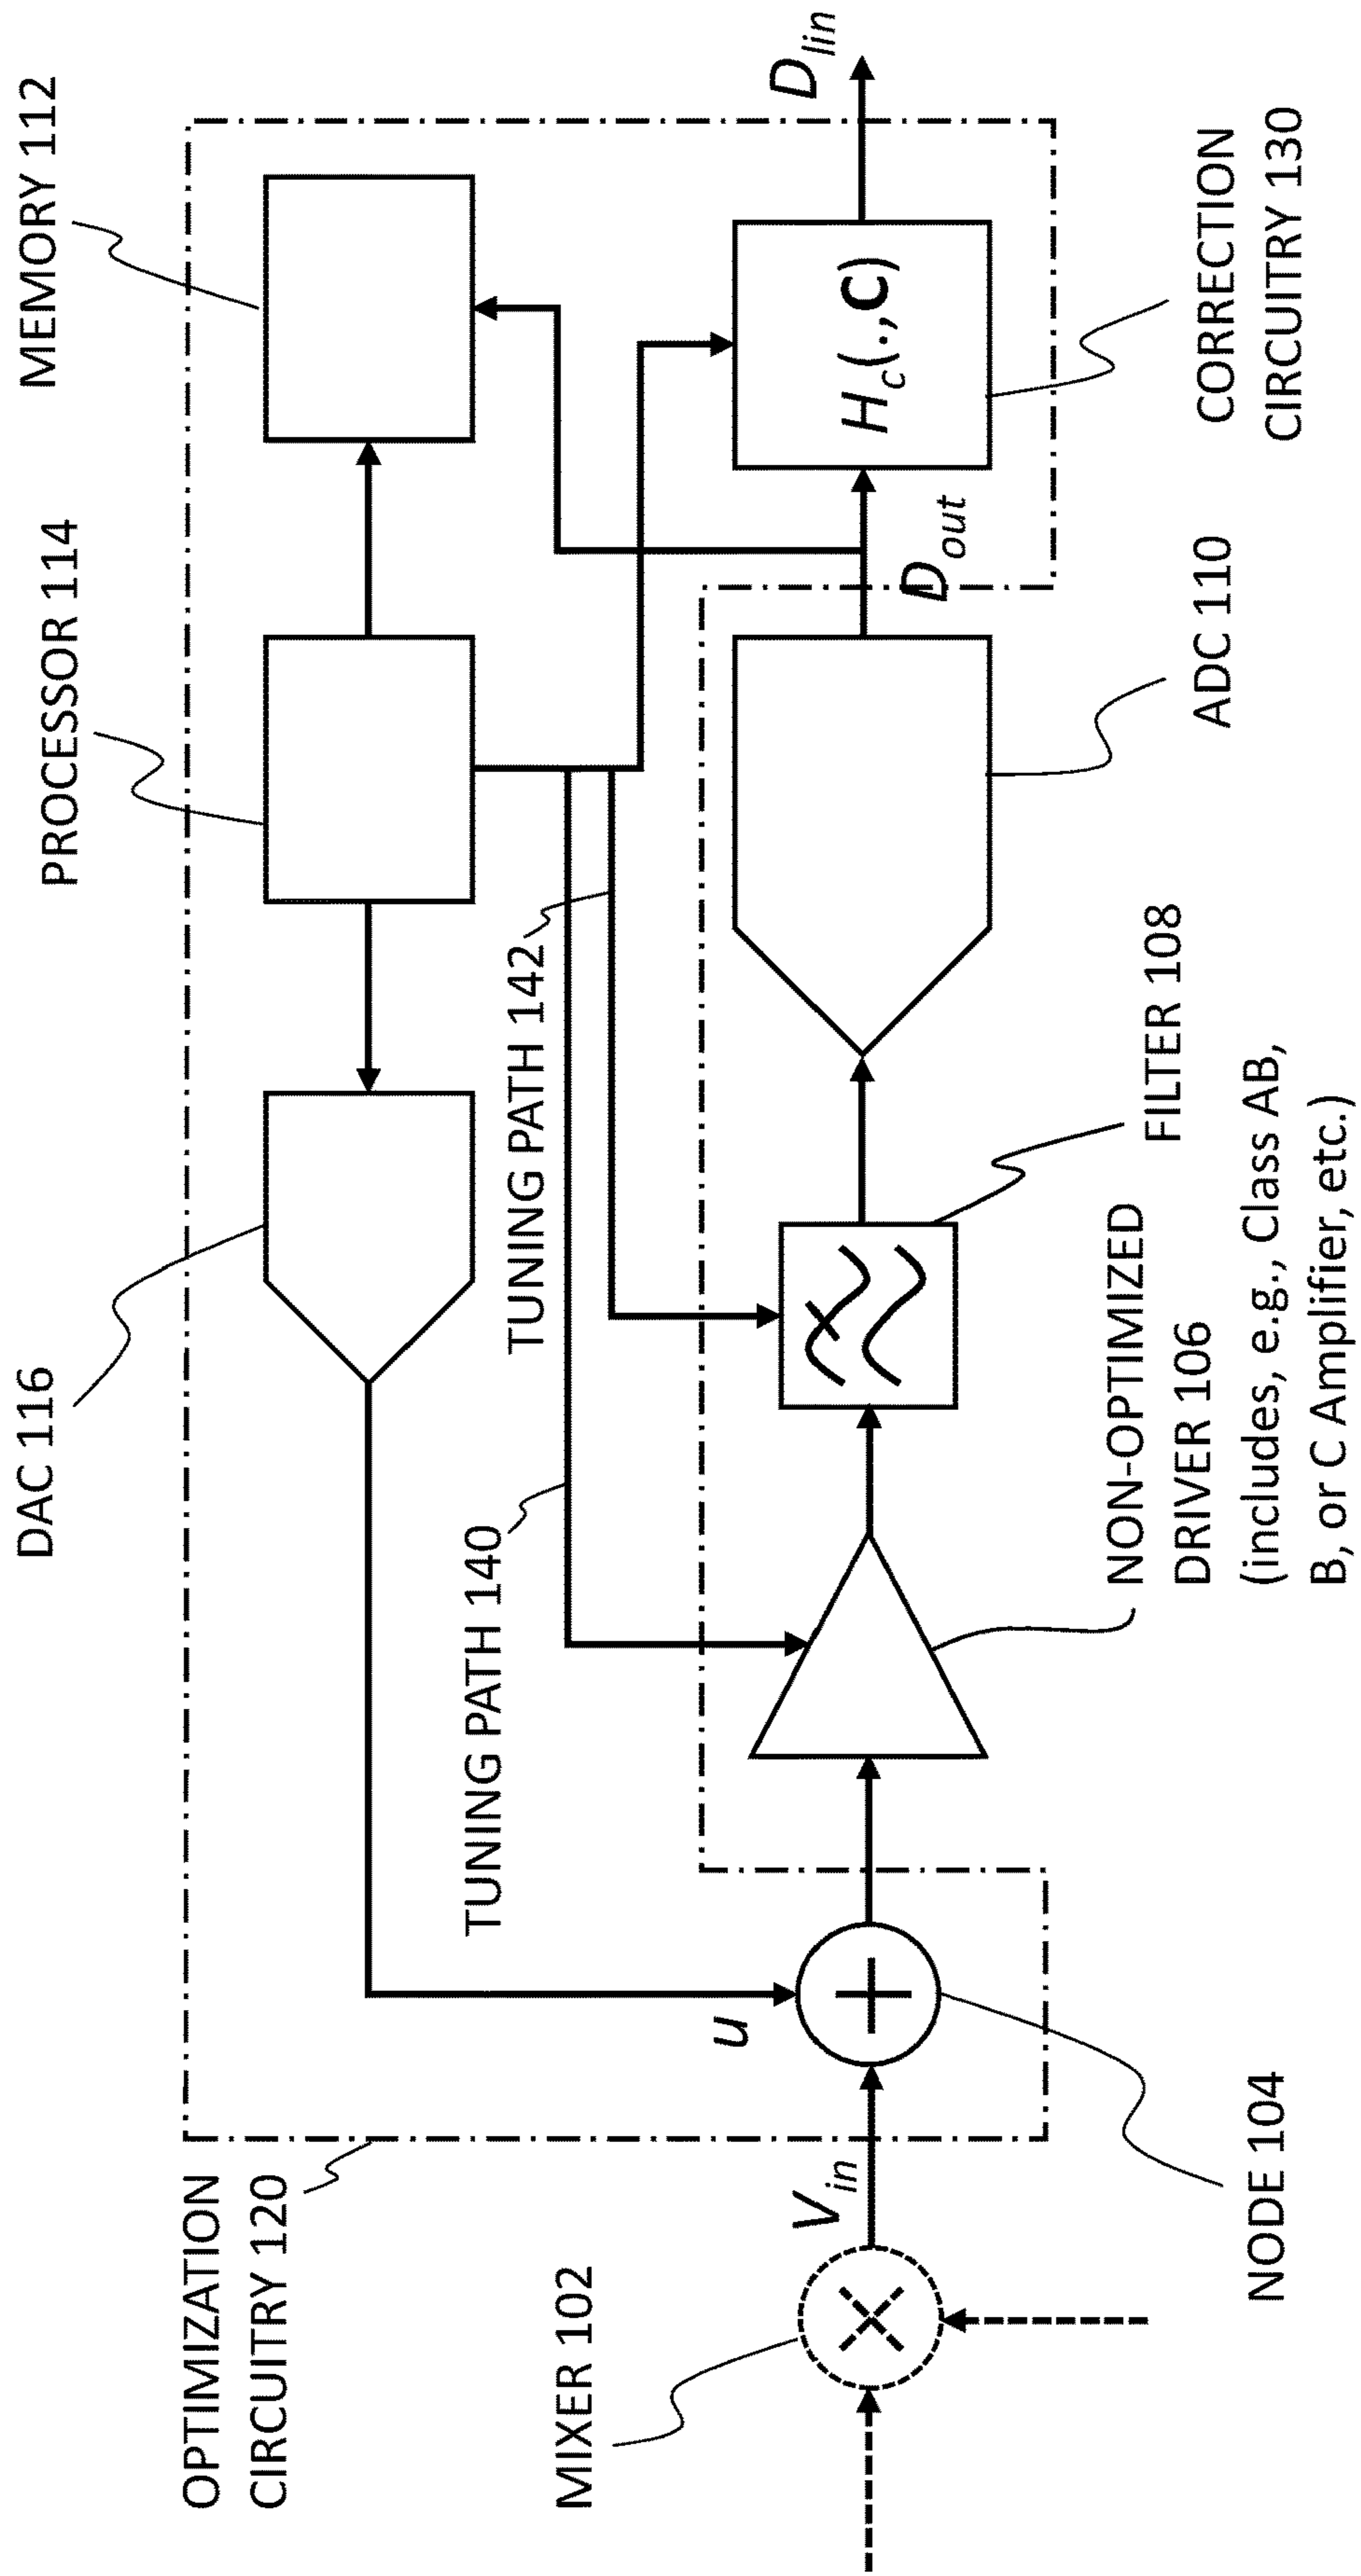 DAC 116
PROCESSOR 114
MEMORY 112
OPTIMIZATION
CIRCUITRY 120
TUNING PATH 140
TUNING PATH 142
u
MIXER 102
V_in
D_out
H_c(.,C)
D_lin
NODE 104
NON-OPTIMIZED
DRIVER 106
(includes, e.g., Class AB,
B, or C Amplifier, etc.)
FILTER 108
ADC 110
CORRECTION
CIRCUITRY 130